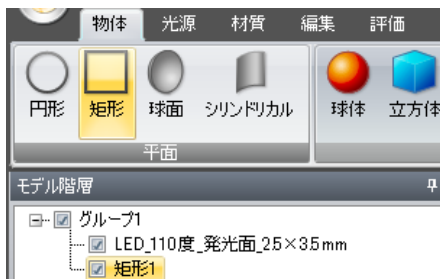 物体 光源 材質 編集 評価
円形 矩形 球面 シリンドリカル 球体 立方体
平面
モデル階層
グループ1
LED_110度_発光面_2.5×3.5mm
矩形1